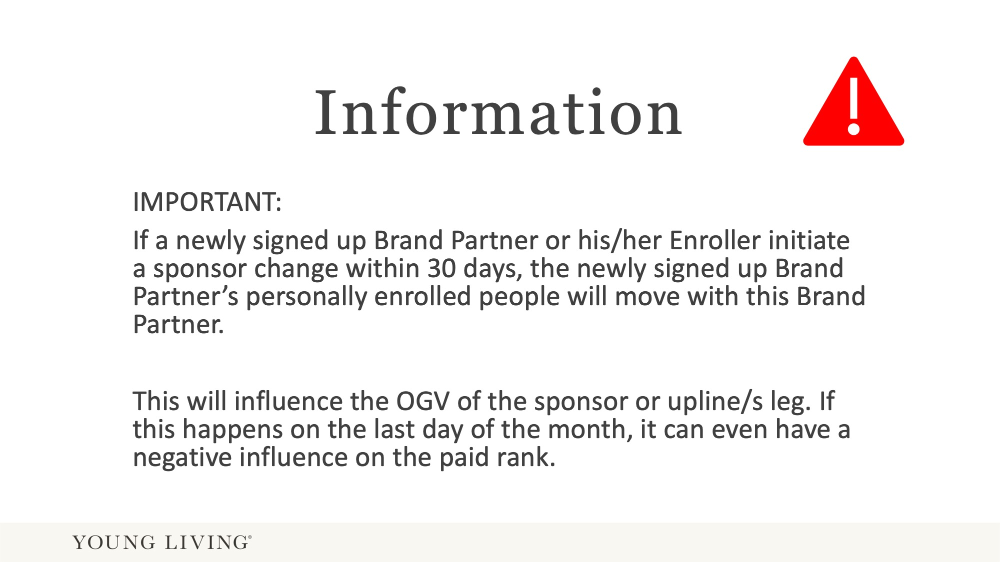 Information
IMPORTANT:
If a newly signed up Brand Partner or his/her Enroller initiate
a sponsor change within 30 days, the newly signed up Brand
Partner’s personally enrolled people will move with this Brand
Partner.
This will influence the OGV of the sponsor or upline/s leg. If
this happens on the last day of the month, it can even have a
negative influence on the paid rank.
YOUNG LIVING®